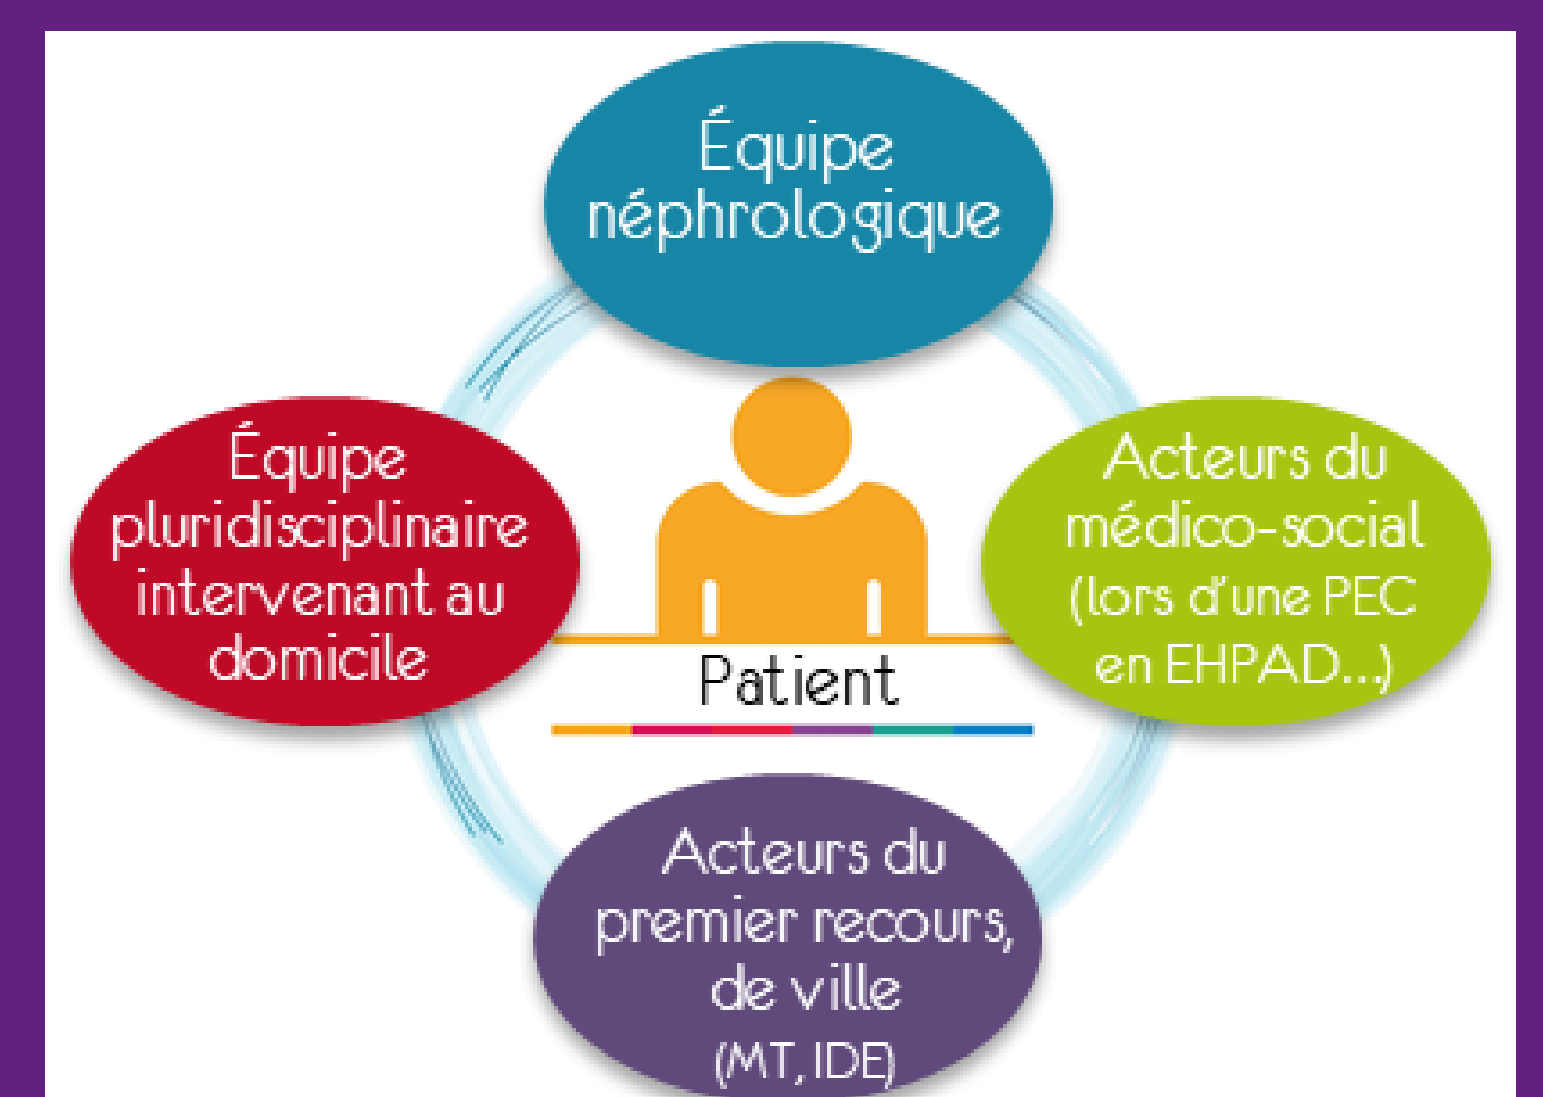 Équipe
néphrologique
Équipe
pluridisciplinaire
intervenant au
domicile
Acteurs du
médico-social
(lors d'une PEC
en EHPAD...)
Patient
Acteurs du
premier recours,
de ville
(MT, IDE)